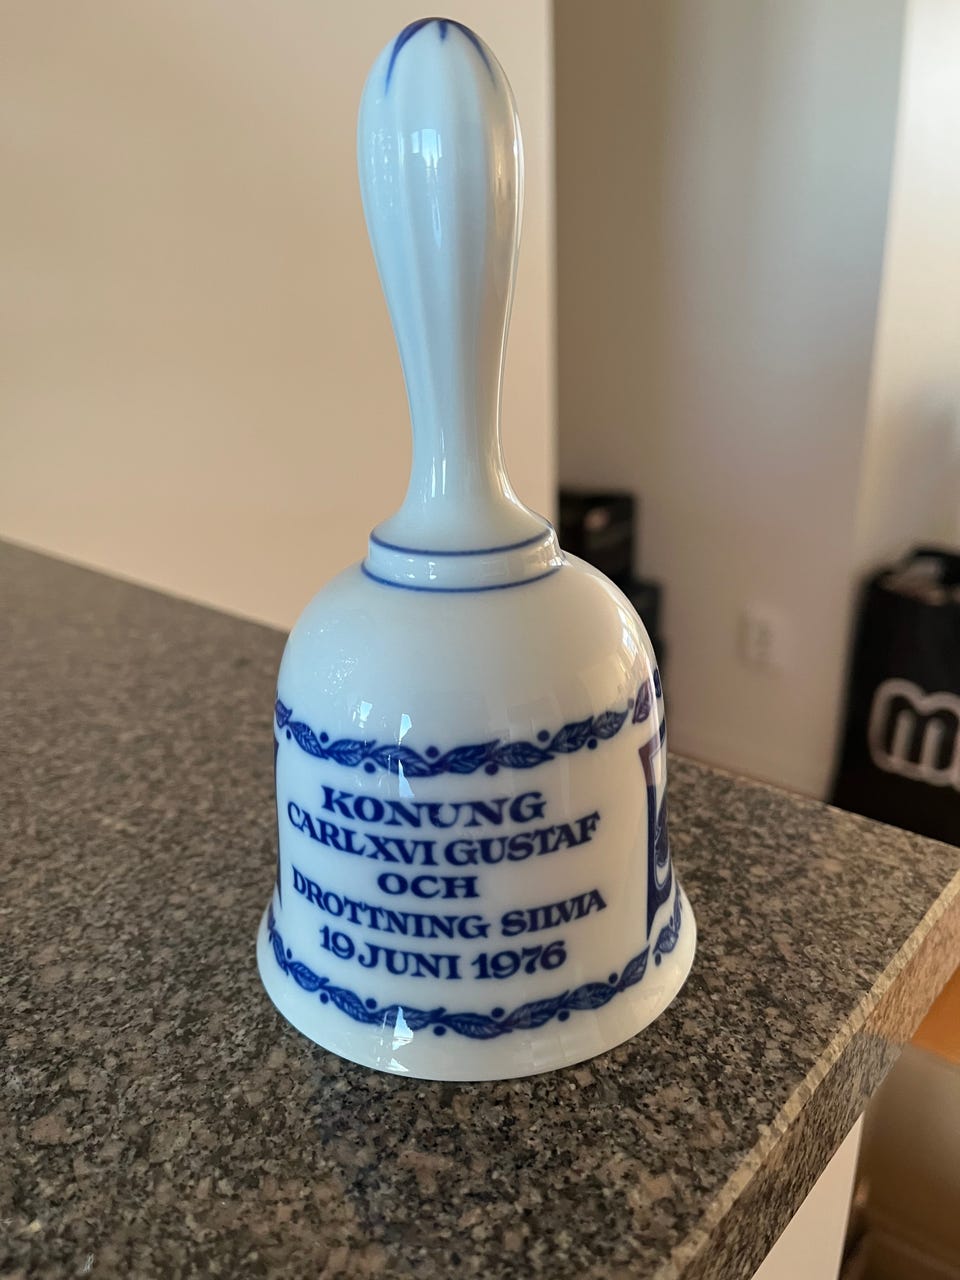 KONUNG
CARL XVI GUSTAF
OCH
DROTTNING SILVIA
19 JUNI 1976